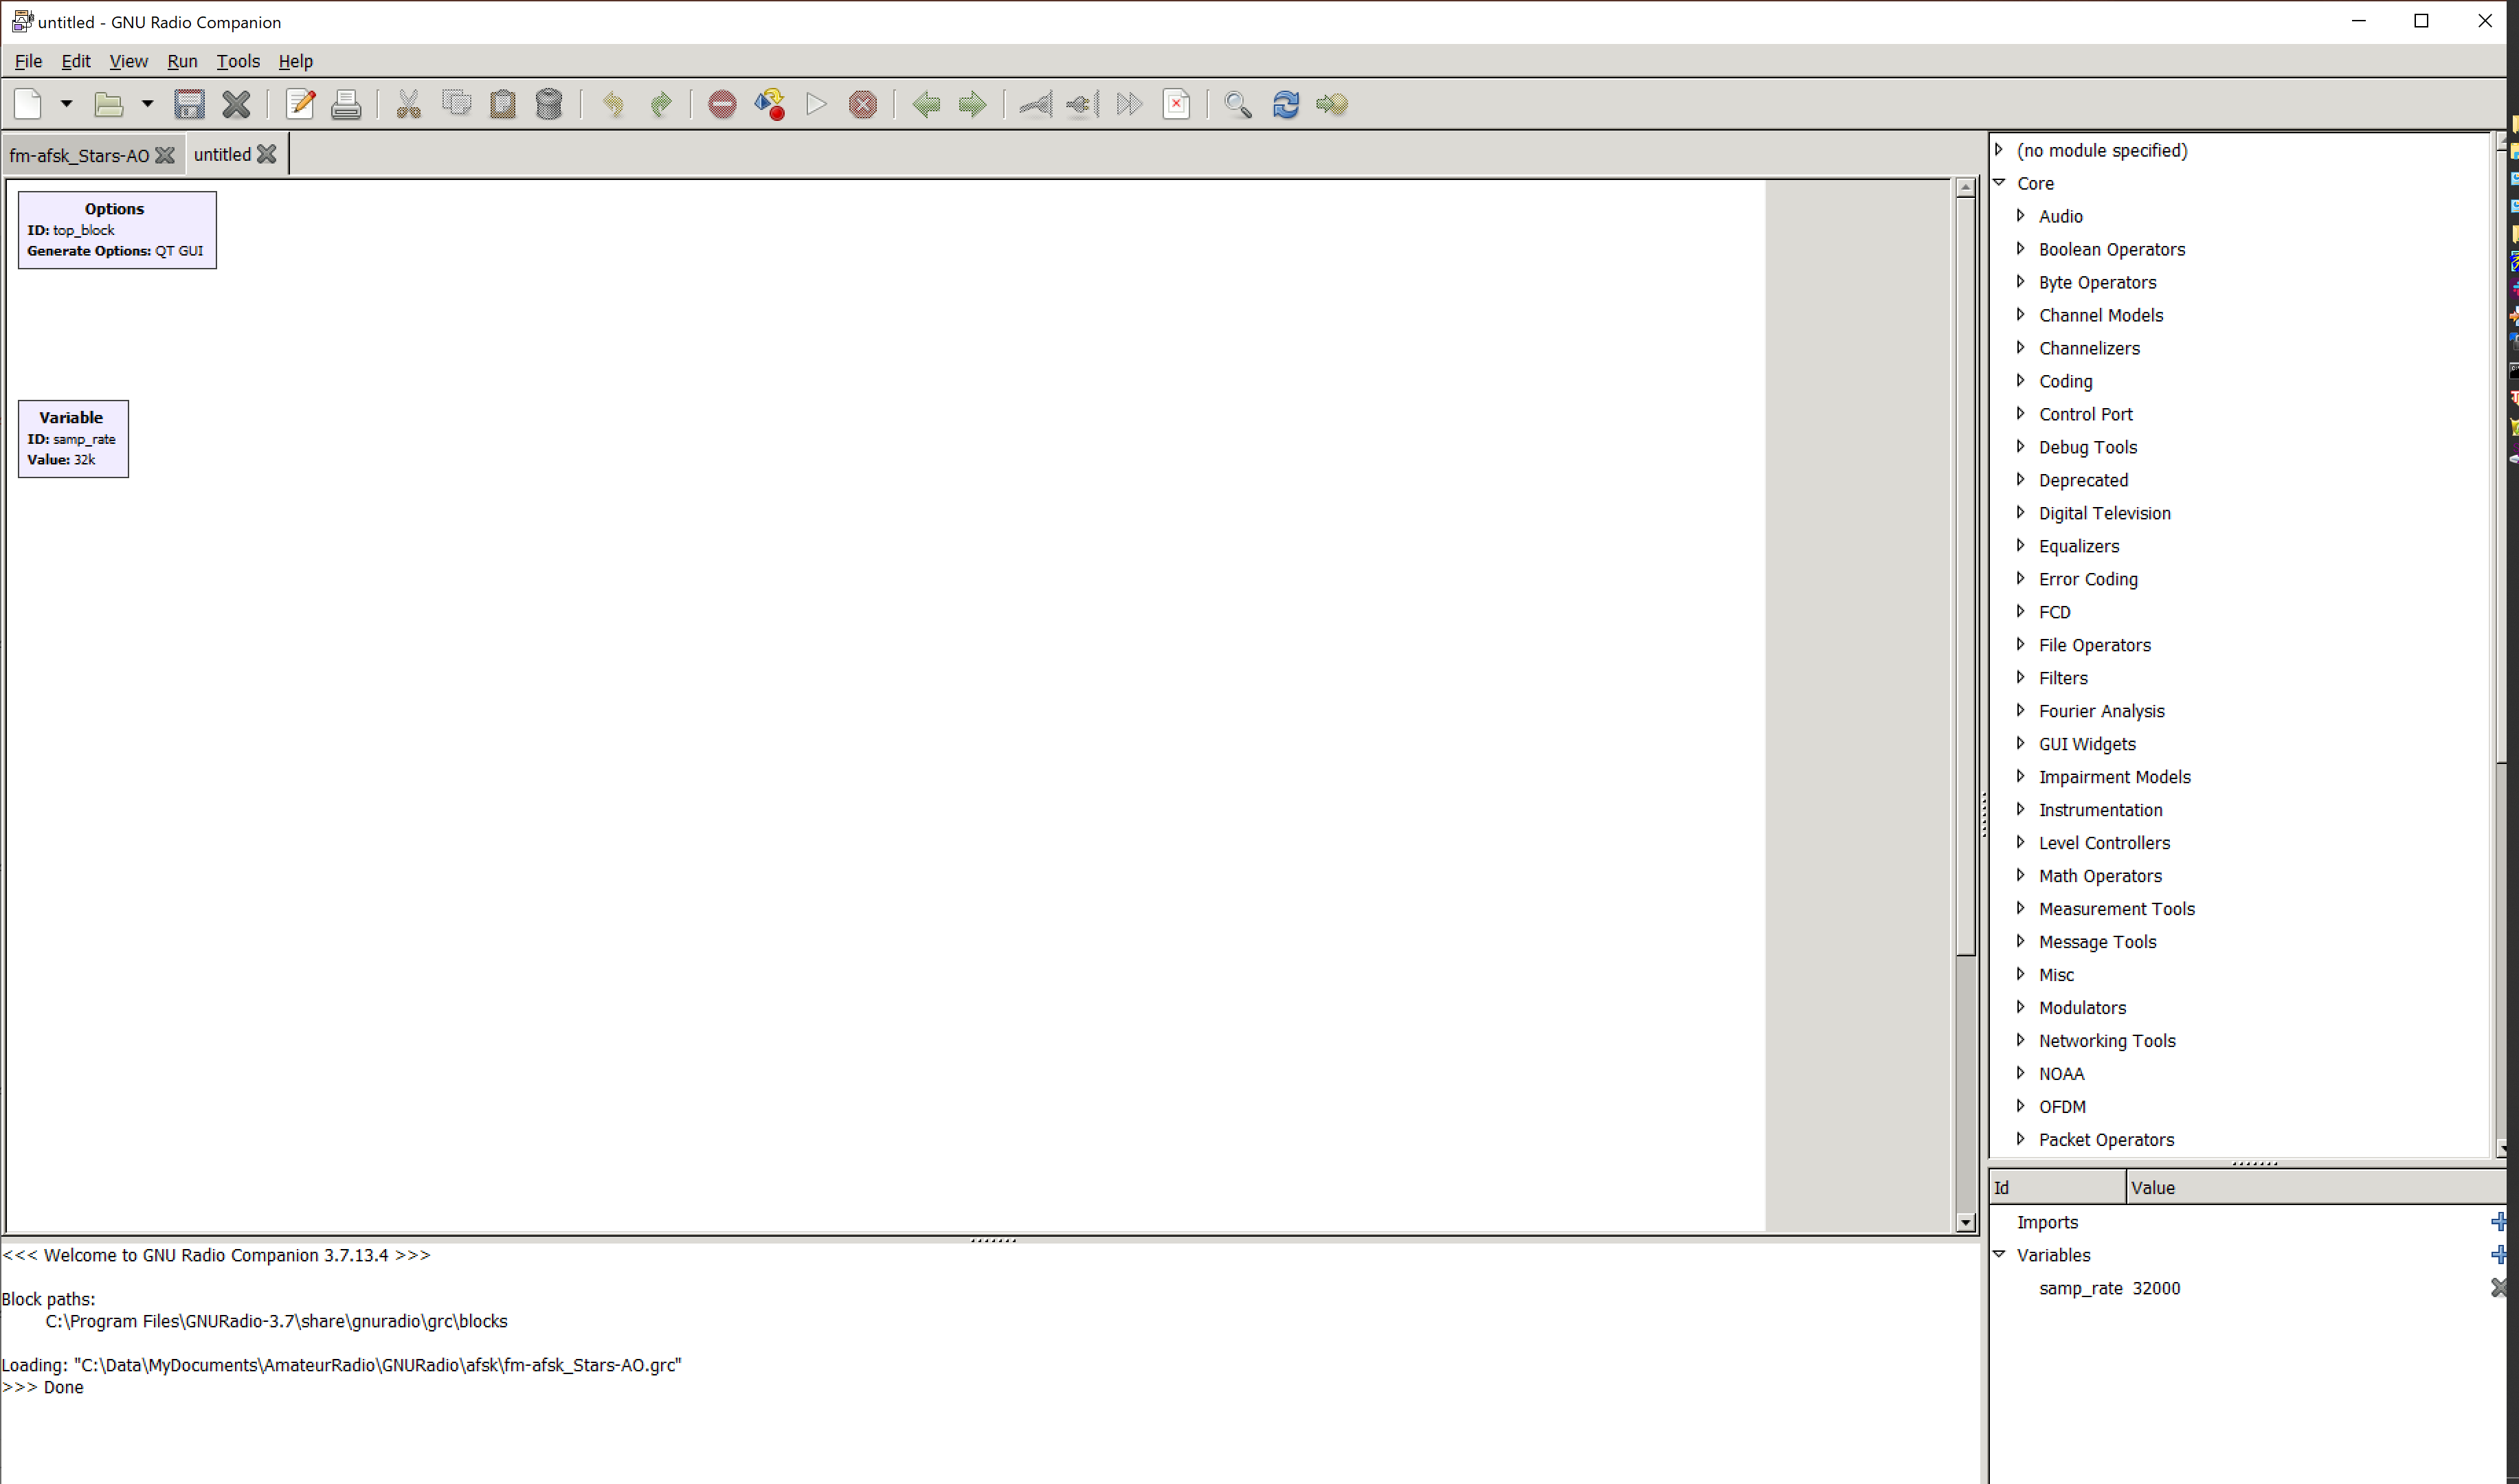 untitled - GNU Radio Companion
File Edit View Run Tools Help
fm-afsk_Stars-AO untitled
Options
ID: top_block
Generate Options: QT GUI
Variable
ID: samp_rate
Value: 32k
(no module specified)
Core
Audio
Boolean Operators
Byte Operators
Channel Models
Channelizers
Coding
Control Port
Debug Tools
Deprecated
Digital Television
Equalizers
Error Coding
FCD
File Operators
Filters
Fourier Analysis
GUI Widgets
Impairment Models
Instrumentation
Level Controllers
Math Operators
Measurement Tools
Message Tools
Misc
Modulators
Networking Tools
NOAA
OFDM
Packet Operators
<<< Welcome to GNU Radio Companion 3.7.13.4 >>>
Block paths:
C:\Program Files\GNURadio-3.7\share\gnuradio\grc\blocks
Loading: "C:\Data\MyDocuments\AmateurRadio\GNURadio\afsk\fm-afsk_Stars-AO.grc"
>>> Done
Id Value
Imports
Variables
samp_rate 32000